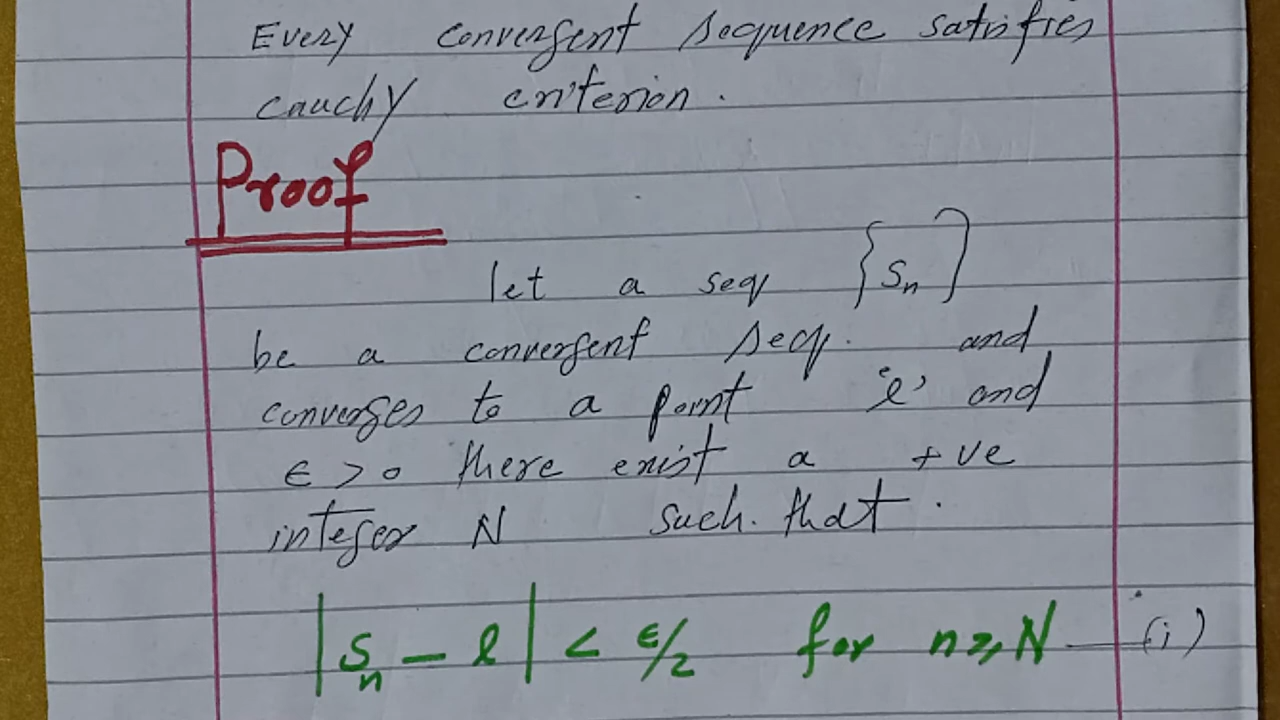 Every convergent sequence satisfies
cauchy criterion.
Proof
let a seq {Sn}
be a convergent seq. and
converges to a point 'l' and
ϵ > 0 there exist a +ve
integer N such. that.
|Sn - l| < ϵ/2 for n ≥ N — (i)